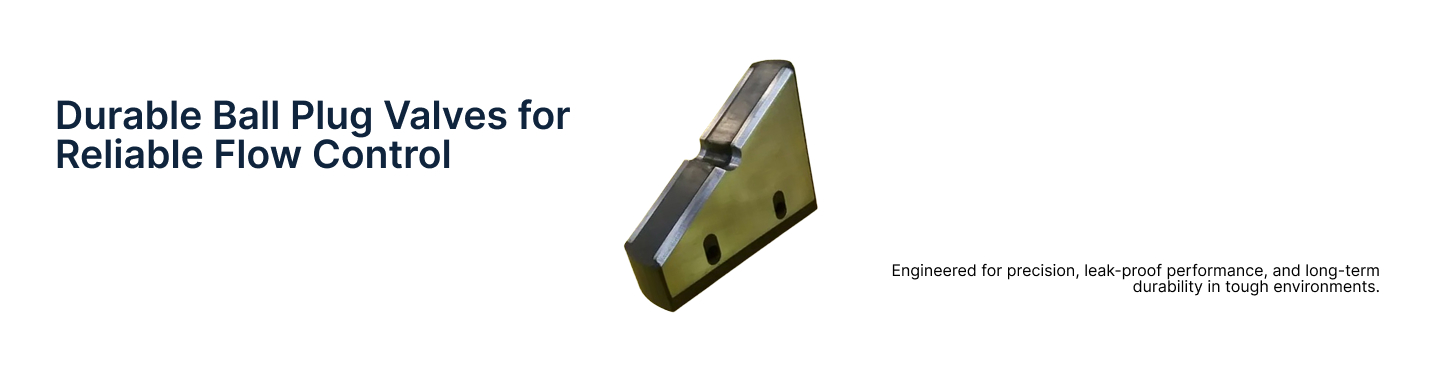 Durable Ball Plug Valves for
Reliable Flow Control
Engineered for precision, leak-proof performance, and long-term
durability in tough environments.